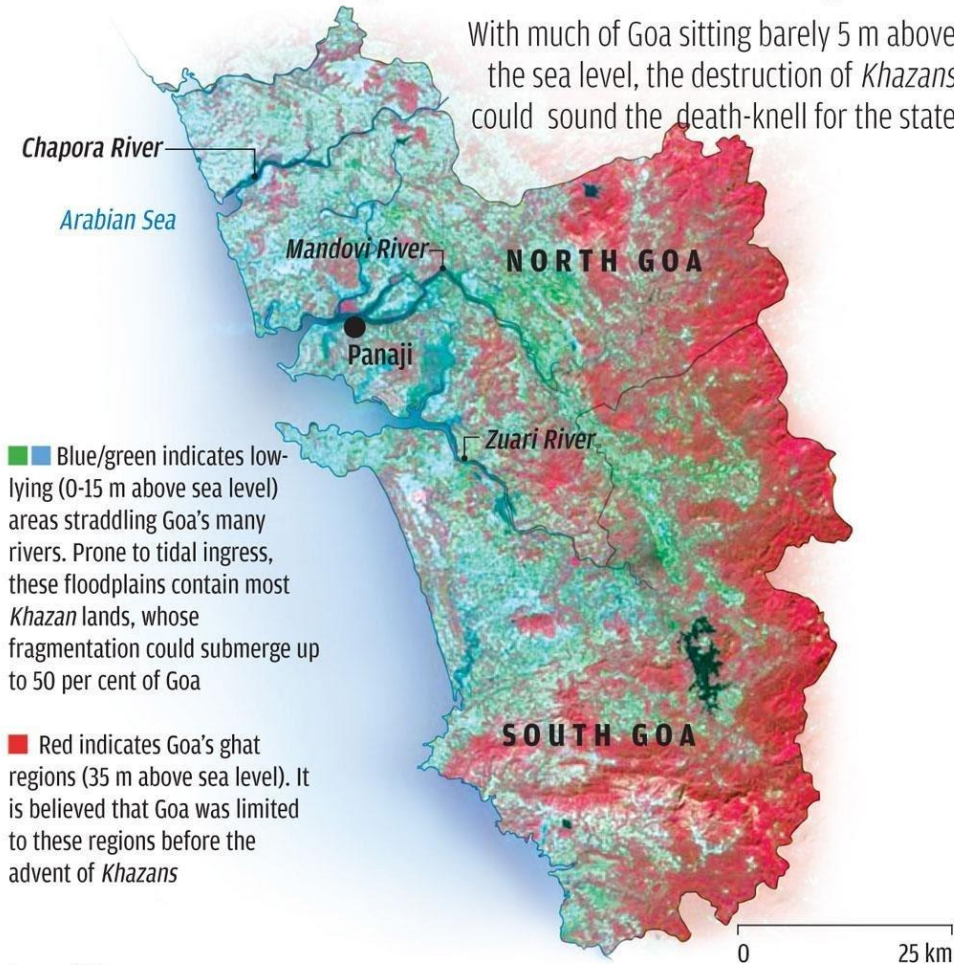 With much of Goa sitting barely 5 m above
the sea level, the destruction of Khazans
could sound the death-knell for the state
Chapora River
Arabian Sea
Mandovi River
NORTH GOA
Panaji
Zuari River
Blue/green indicates low-
lying (0-15 m above sea level)
areas straddling Goa's many
rivers. Prone to tidal ingress,
these floodplains contain most
Khazan lands, whose
fragmentation could submerge up
to 50 per cent of Goa
SOUTH GOA
Red indicates Goa's ghat
regions (35 m above sea level). It
is believed that Goa was limited
to these regions before the
advent of Khazans
0 25 km